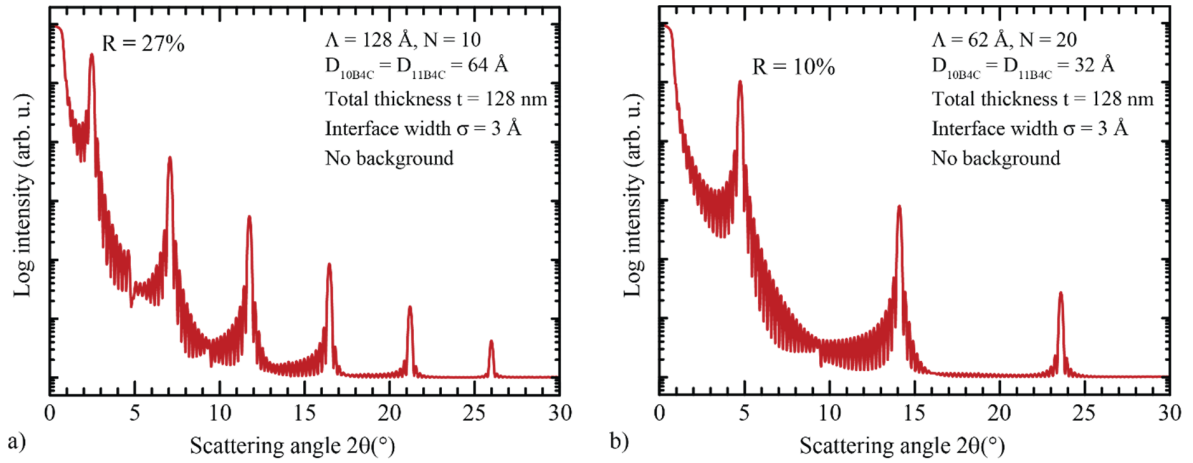 R = 27%
Λ = 128 Å, N = 10
D10B4C = D11B4C = 64 Å
Total thickness t = 128 nm
Interface width σ = 3 Å
No background
Log intensity (arb. u.)
0 5 10 15 20 25 30
Scattering angle 2θ(°)
a)
R = 10%
Λ = 62 Å, N = 20
D10B4C = D11B4C = 32 Å
Total thickness t = 128 nm
Interface width σ = 3 Å
No background
Log intensity (arb. u.)
0 5 10 15 20 25 30
Scattering angle 2θ(°)
b)